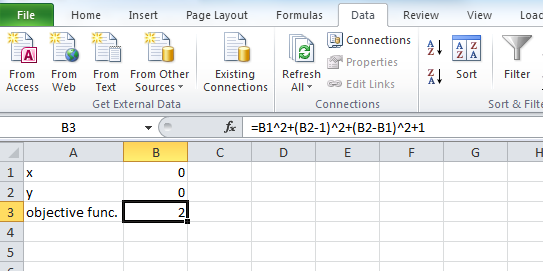 File Home Insert Page Layout Formulas Data Review View Load
From Access
From Web
From Text
From Other Sources
Existing Connections
Refresh All
Connections
Properties
Edit Links
A Z
Z A
A Z Z A
Sort
Filter
Get External Data
Connections
Sort & Filte
B3 fx =B1^2+(B2-1)^2+(B2-B1)^2+1
A B C D E F G H
1 x 0
2 y 0
3 objective func. 2
4
5